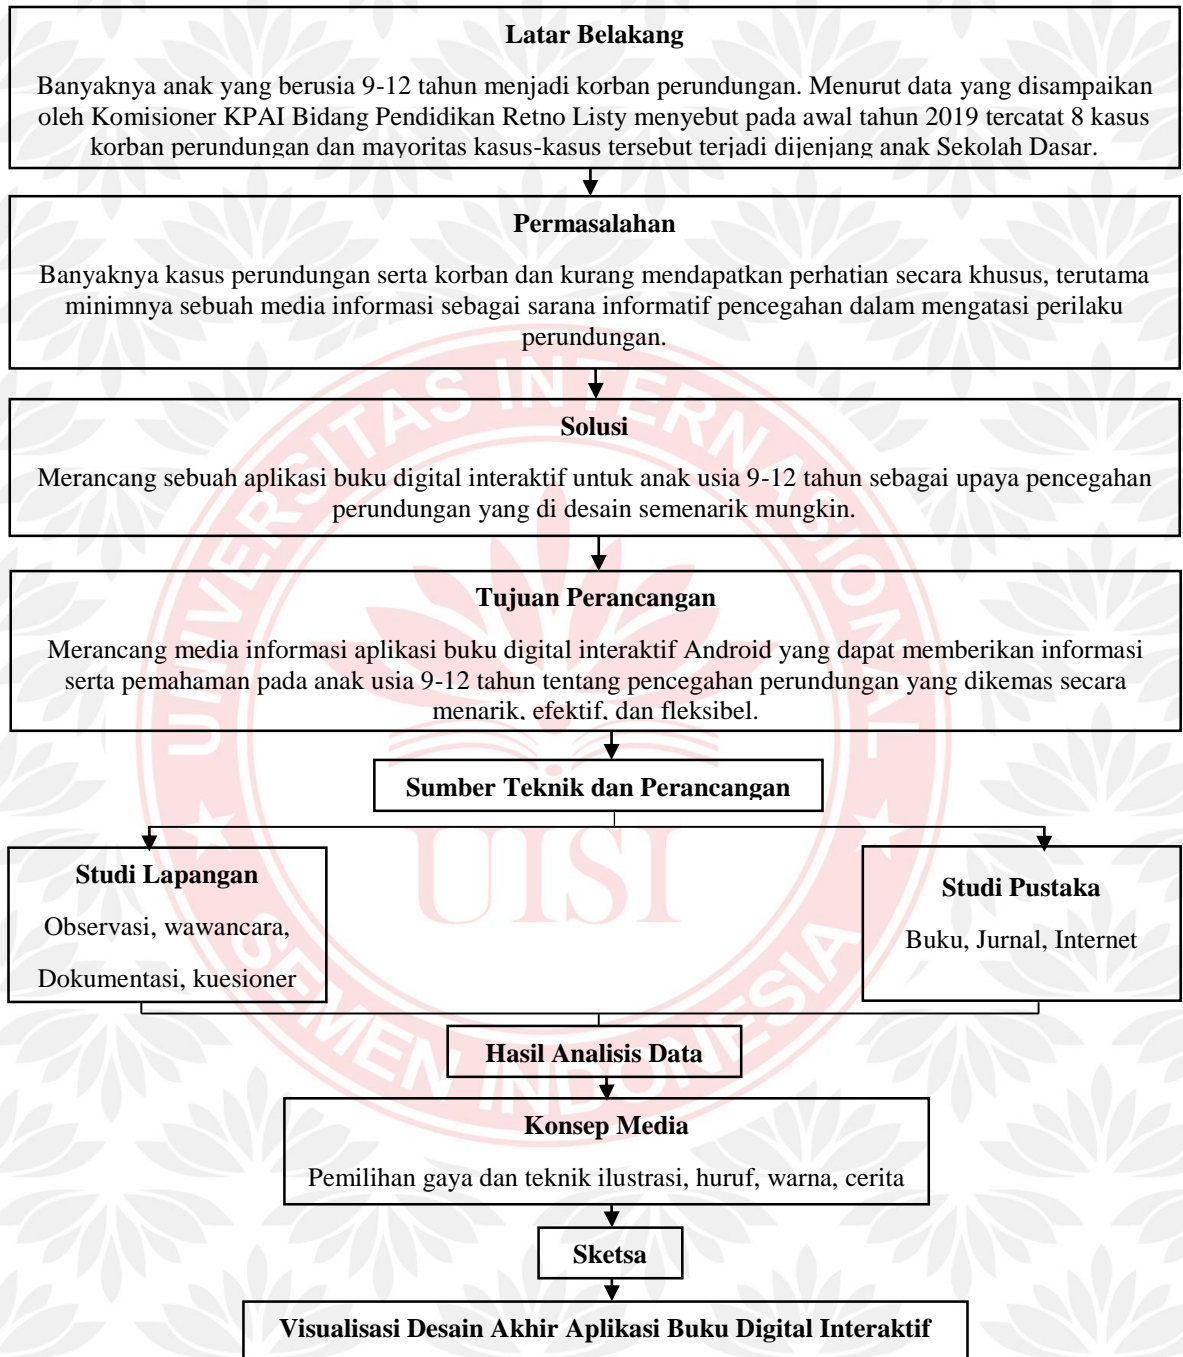 Latar Belakang
Banyaknya anak yang berusia 9-12 tahun menjadi korban perundungan. Menurut data yang disampaikan
oleh Komisioner KPAI Bidang Pendidikan Retno Listy menyebut pada awal tahun 2019 tercatat 8 kasus
korban perundungan dan mayoritas kasus-kasus tersebut terjadi dijenjang anak Sekolah Dasar.
Permasalahan
Banyaknya kasus perundungan serta korban dan kurang mendapatkan perhatian secara khusus, terutama
minimnya sebuah media informasi sebagai sarana informatif pencegahan dalam mengatasi perilaku
perundungan.
Solusi
Merancang sebuah aplikasi buku digital interaktif untuk anak usia 9-12 tahun sebagai upaya pencegahan
perundungan yang di desain semenarik mungkin.
Tujuan Perancangan
Merancang media informasi aplikasi buku digital interaktif Android yang dapat memberikan informasi
serta pemahaman pada anak usia 9-12 tahun tentang pencegahan perundungan yang dikemas secara
menarik, efektif, dan fleksibel.
Sumber Teknik dan Perancangan
Studi Lapangan
Observasi, wawancara,
Dokumentasi, kuesioner
Studi Pustaka
Buku, Jurnal, Internet
Hasil Analisis Data
Konsep Media
Pemilihan gaya dan teknik ilustrasi, huruf, warna, cerita
Sketsa
Visualisasi Desain Akhir Aplikasi Buku Digital Interaktif
UNIVERSITAS INTERNASIONAL
SEMEN INDONESIA
UISI